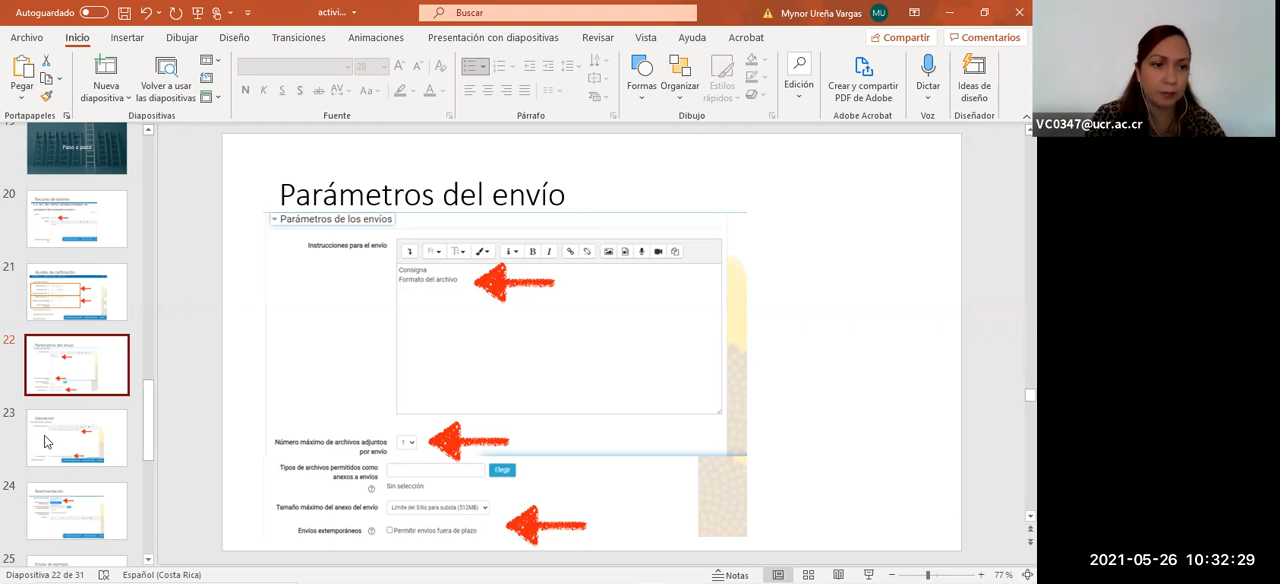 Autoguardado
activi...
Buscar
Mynor Ureña Vargas
MU
Archivo
Inicio
Insertar
Dibujar
Diseño
Transiciones
Animaciones
Presentación con diapositivas
Revisar
Vista
Ayuda
Acrobat
Compartir
Comentarios
Pegar
Nueva
diapositiva
Volver a usar
las diapositivas
28
N K S S ab AV Aa A
Formas
Organizar
Estilos
rápidos
Edición
Crear y compartir
PDF de Adobe
Dictar
Ideas de
diseño
Portapapeles
Diapositivas
Fuente
Párrafo
Dibujo
Adobe Acrobat
Voz
Diseñador
VC0347@ucr.ac.cr
Paso a paso
20
21
22
23
24
25
Parámetros del envío
Parámetros de los envíos
Instrucciones para el envío
Consigna
Formato del archivo
Número máximo de archivos adjuntos
por envío
1
Tipos de archivos permitidos como
anexos a envíos
Elegir
Sin selección
Tamaño máximo del anexo del envío
Límite del Sitio para subida (512MB)
Envíos extemporáneos
Permitir envíos fuera de plazo
Diapositiva 22 de 31
Español (Costa Rica)
Notas
77 %
2021-05-26 10:32:29